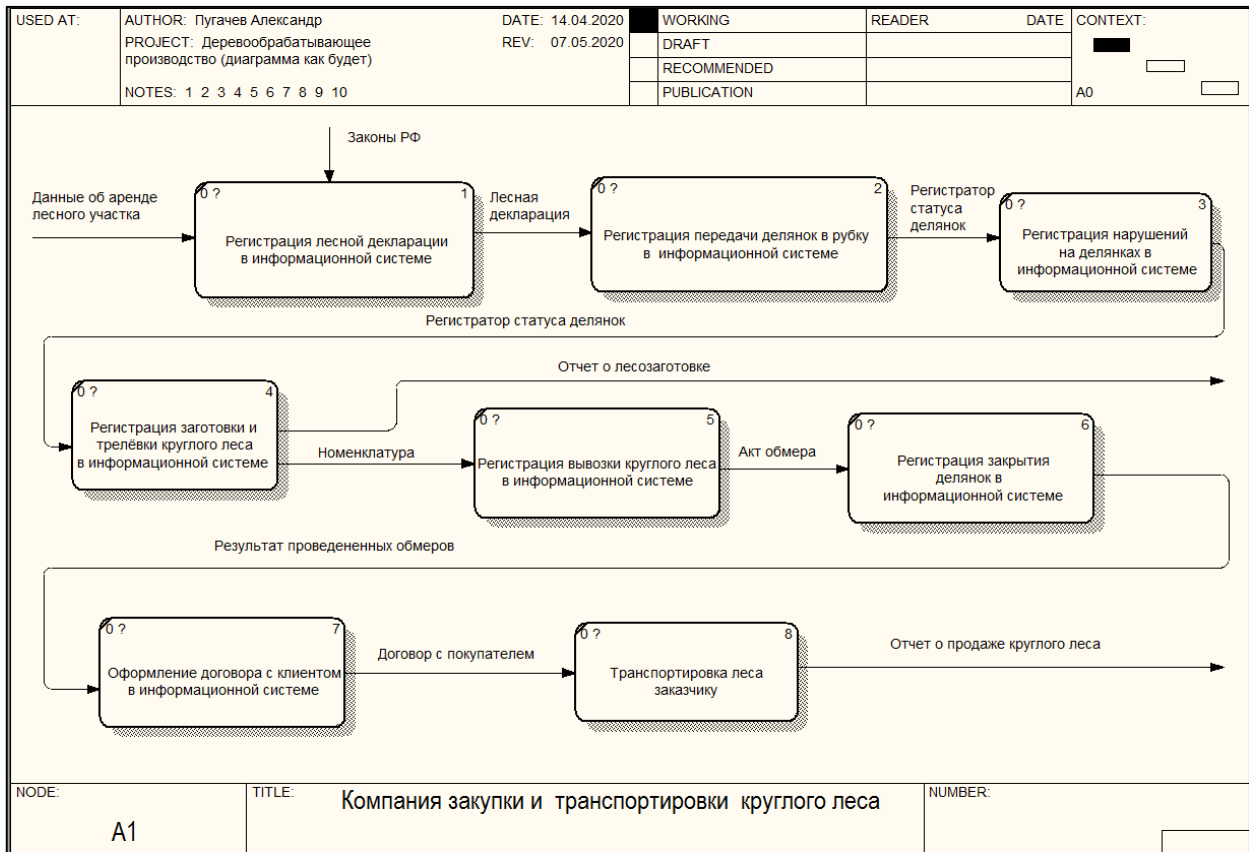 USED AT:
AUTHOR: Пугачев Александр
DATE: 14.04.2020
PROJECT: Деревообрабатывающее
производство (диаграмма как будет)
REV: 07.05.2020
NOTES: 1 2 3 4 5 6 7 8 9 10
WORKING
DRAFT
RECOMMENDED
PUBLICATION
READER
DATE
CONTEXT:
A0
Законы РФ
Данные об аренде
лесного участка
0 ?
1
Регистрация лесной декларации
в информационной системе
Лесная
декларация
0 ?
2
Регистрация передачи делянок в рубку
в информационной системе
Регистратор
статуса
делянок
0 ?
3
Регистрация нарушений
на делянках в
информационной системе
Регистратор статуса делянок
0 ?
4
Регистрация заготовки и
трелёвки круглого леса
в информационной системе
Отчет о лесозаготовке
Номенклатура
0 ?
5
Регистрация вывозки круглого леса
в информационной системе
Акт обмера
0 ?
6
Регистрация закрытия
делянок в
информационной системе
Результат проведененных обмеров
0 ?
7
Оформление договора с клиентом
в информационной системе
Договор с покупателем
0 ?
8
Транспортировка леса
заказчику
Отчет о продаже круглого леса
NODE:
A1
TITLE:
Компания закупки и транспортировки круглого леса
NUMBER: